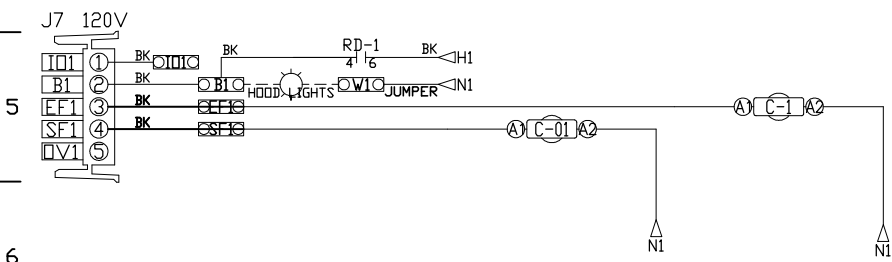 J7 120V
BK RD-1 BK
4 6 H1
IO1 1 BK IO1
B1 2 BK B1 HOOD LIGHTS W1 JUMPER N1
5 EF1 3 BK EF1 A1 C-1 A2
SF1 4 BK SF1 A1 C-01 A2
OV1 5
N1 N1
6